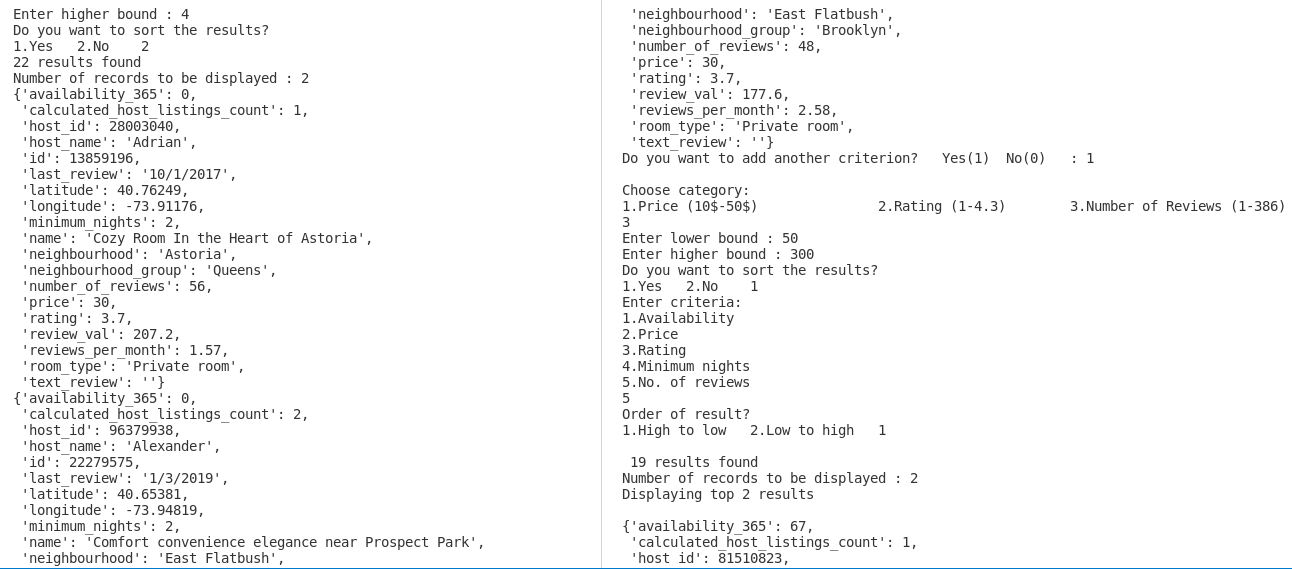 Enter higher bound : 4
Do you want to sort the results?
1.Yes   2.No    2
22 results found
Number of records to be displayed : 2
{'availability_365': 0,
 'calculated_host_listings_count': 1,
 'host_id': 28003040,
 'host_name': 'Adrian',
 'id': 13859196,
 'last_review': '10/1/2017',
 'latitude': 40.76249,
 'longitude': -73.91176,
 'minimum_nights': 2,
 'name': 'Cozy Room In the Heart of Astoria',
 'neighbourhood': 'Astoria',
 'neighbourhood_group': 'Queens',
 'number_of_reviews': 56,
 'price': 30,
 'rating': 3.7,
 'review_val': 207.2,
 'reviews_per_month': 1.57,
 'room_type': 'Private room',
 'text_review': ''}
{'availability_365': 0,
 'calculated_host_listings_count': 2,
 'host_id': 96379938,
 'host_name': 'Alexander',
 'id': 22279575,
 'last_review': '1/3/2019',
 'latitude': 40.65381,
 'longitude': -73.94819,
 'minimum_nights': 2,
 'name': 'Comfort convenience elegance near Prospect Park',
 'neighbourhood': 'East Flatbush',
 'neighbourhood': 'East Flatbush',
 'neighbourhood_group': 'Brooklyn',
 'number_of_reviews': 48,
 'price': 30,
 'rating': 3.7,
 'review_val': 177.6,
 'reviews_per_month': 2.58,
 'room_type': 'Private room',
 'text_review': ''}
Do you want to add another criterion?   Yes(1)  No(0)   : 1
Choose category:
1.Price (10$-50$)               2.Rating (1-4.3)        3.Number of Reviews (1-386)
3
Enter lower bound : 50
Enter higher bound : 300
Do you want to sort the results?
1.Yes   2.No    1
Enter criteria:
1.Availability
2.Price
3.Rating
4.Minimum nights
5.No. of reviews
5
Order of result?
1.High to low   2.Low to high   1
 19 results found
Number of records to be displayed : 2
Displaying top 2 results
{'availability_365': 67,
 'calculated_host_listings_count': 1,
 'host_id': 81510823,